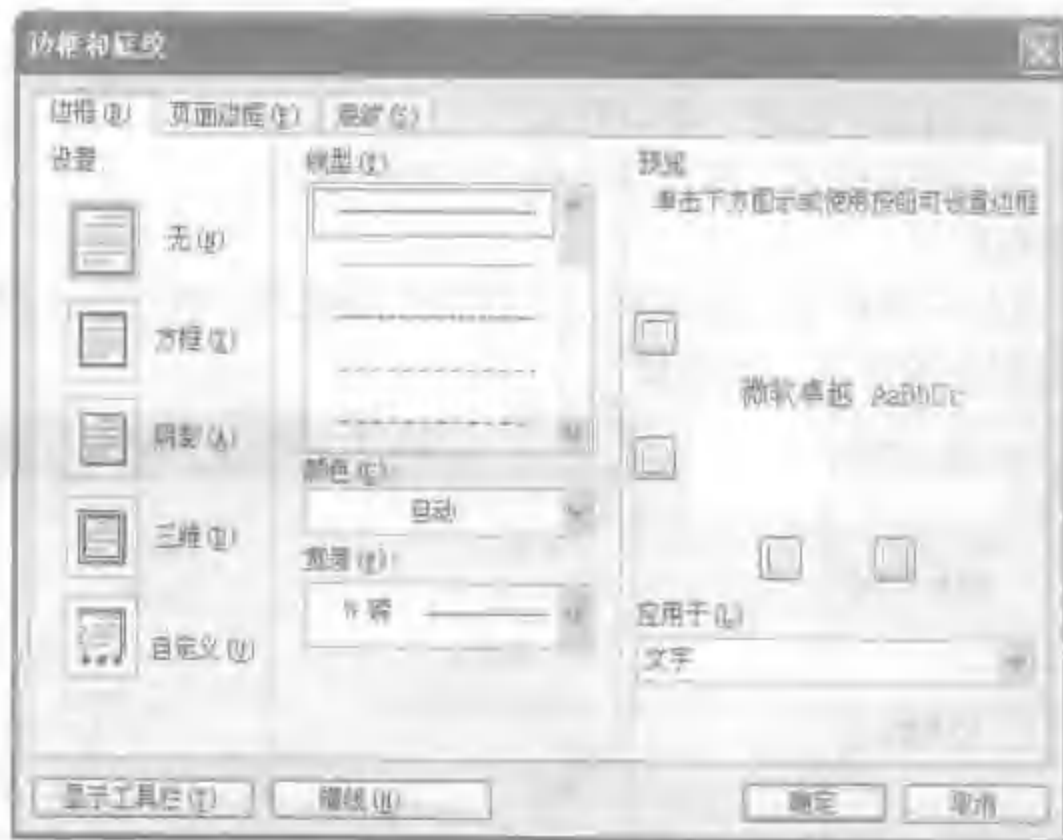 边框和底纹
边框(B) 页面边框(P) 底纹(S)
设置
无(N)
方框(X)
阴影(A)
三维(D)
自定义(U)
线型(Y)
颜色(C)
自动
宽度(W)
½ 磅
预览
单击下方图示或使用按钮可设置边框
微软卓越 AaBbCc
应用于(L)
文字
显示工具栏(T) 横线(H) 确定 取消